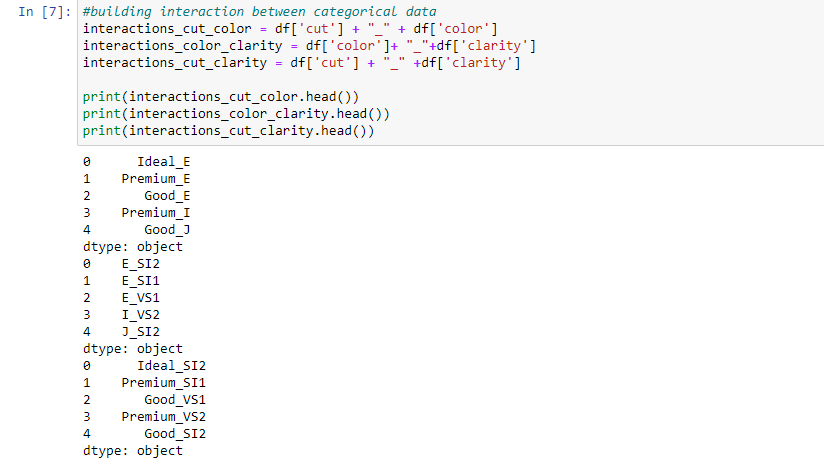 In [7]: #building interaction between categorical data
interactions_cut_color = df['cut'] + "_" + df['color']
interactions_color_clarity = df['color']+ "_"+df['clarity']
interactions_cut_clarity = df['cut'] + "_" +df['clarity']
print(interactions_cut_color.head())
print(interactions_color_clarity.head())
print(interactions_cut_clarity.head())
0 Ideal_E
1 Premium_E
2 Good_E
3 Premium_I
4 Good_J
dtype: object
0 E_SI2
1 E_SI1
2 E_VS1
3 I_VS2
4 J_SI2
dtype: object
0 Ideal_SI2
1 Premium_SI1
2 Good_VS1
3 Premium_VS2
4 Good_SI2
dtype: object